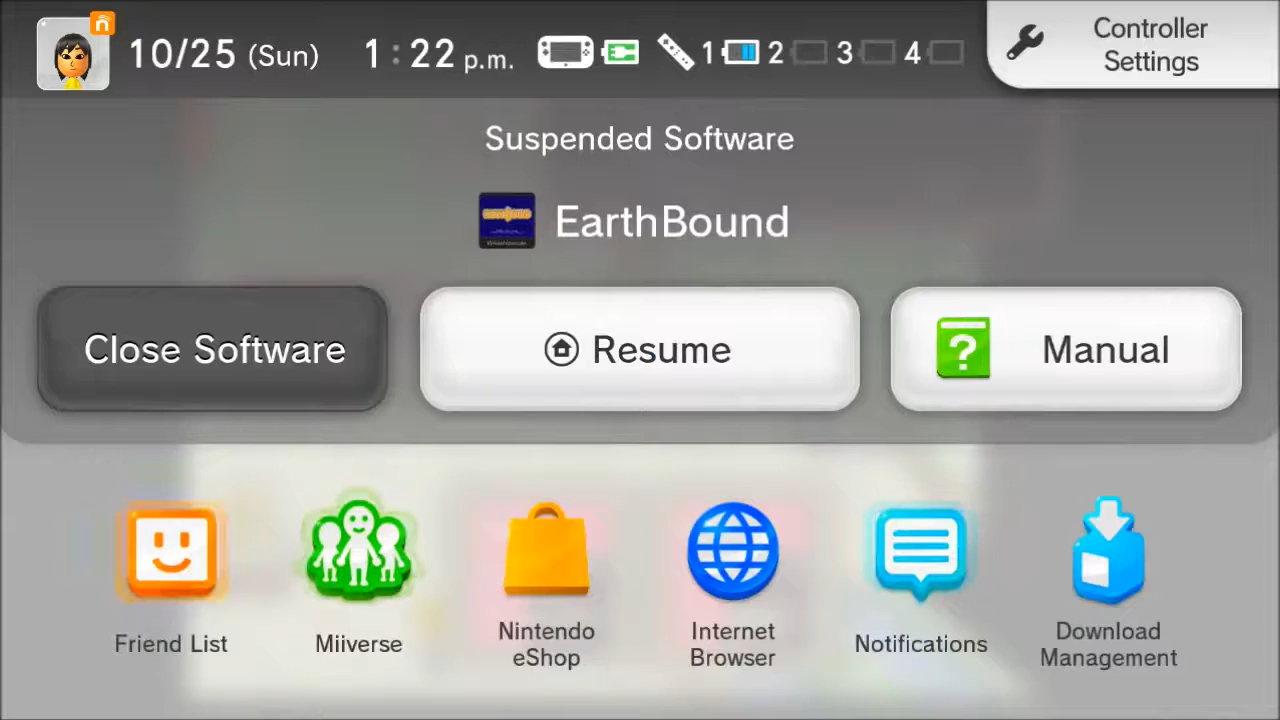 10/25 (Sun) 1:22 p.m. 1 2 3 4
Controller
Settings
Suspended Software
EarthBound
Close Software
Resume
Manual
Friend List
Miiverse
Nintendo
eShop
Internet
Browser
Notifications
Download
Management